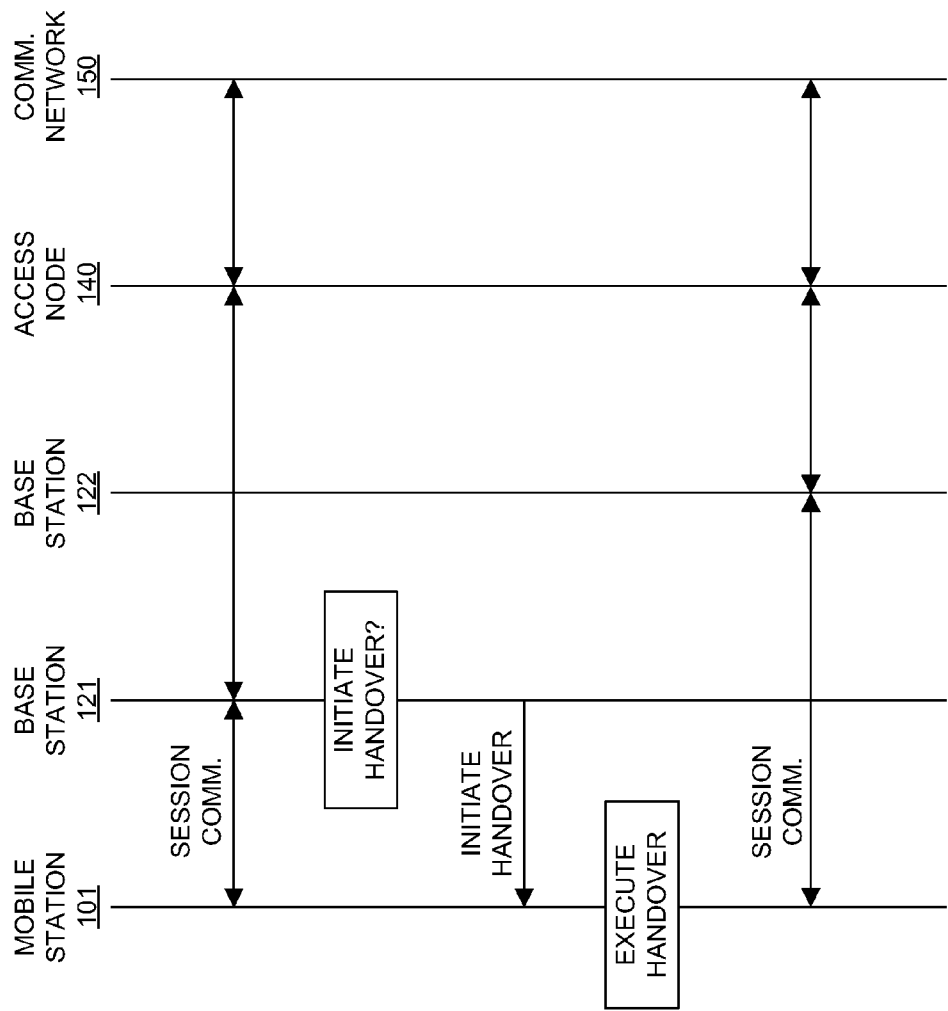 MOBILE
STATION
101
BASE
STATION
121
BASE
STATION
122
ACCESS
NODE
140
COMM.
NETWORK
150
SESSION
COMM.
INITIATE
HANDOVER?
INITIATE
HANDOVER
EXECUTE
HANDOVER
SESSION
COMM.